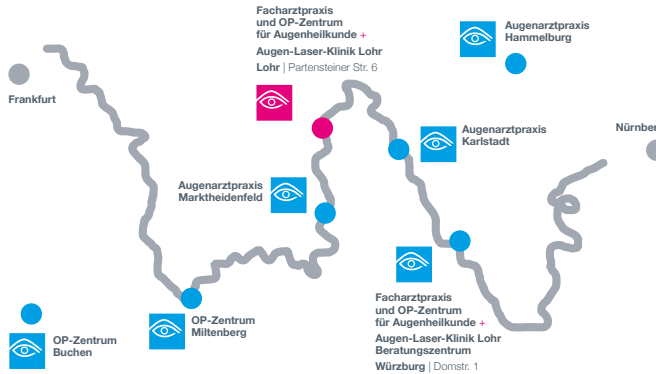 Facharztpraxis
und OP-Zentrum
für Augenheilkunde +
Augen-Laser-Klinik Lohr
Lohr | Partensteiner Str. 6
Augenarztpraxis
Hammelburg
Frankfurt
Augenarztpraxis
Karlstadt
Nürnber
Augenarztpraxis
Marktheidenfeld
Facharztpraxis
und OP-Zentrum
für Augenheilkunde +
Augen-Laser-Klinik Lohr
Beratungszentrum
Würzburg | Domstr. 1
OP-Zentrum
Miltenberg
OP-Zentrum
Buchen